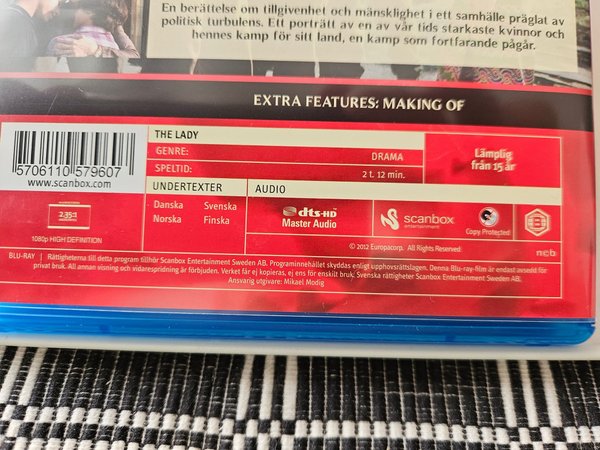 En berättelse om tillgivenhet och mänsklighet i ett samhälle präglat av
politisk turbulens. Ett porträtt av en av vår tids starkaste kvinnor och
hennes kamp för sitt land, en kamp som fortfarande pågår.
EXTRA FEATURES: MAKING OF
5706110 579607
www.scanbox.com
THE LADY
GENRE: DRAMA
SPELTID: 2 t. 12 min.
Lämplig
från 15 år
UNDERTEXTER
Danska Svenska
Norska Finska
AUDIO
dts-HD
Master Audio
scanbox
entertainment
Copy Protected
ncb
2.35:1
1080p HIGH DEFINITION
© 2012 Europacorp. All Rights Reserved
BLU-RAY | Rättigheterna till detta program tillhör Scanbox Entertainment Sweden AB. Programinnehållet skyddas enligt upphovsrättslagen. Denna Blu-ray-film är endast avsedd för
privat bruk. All annan visning och vidarespridning är förbjuden. Verket får ej kopieras, ej ens för enskilt bruk. Svenska rättigheter Scanbox Entertainment Sweden AB.
Ansvarig utgivare: Mikael Modig